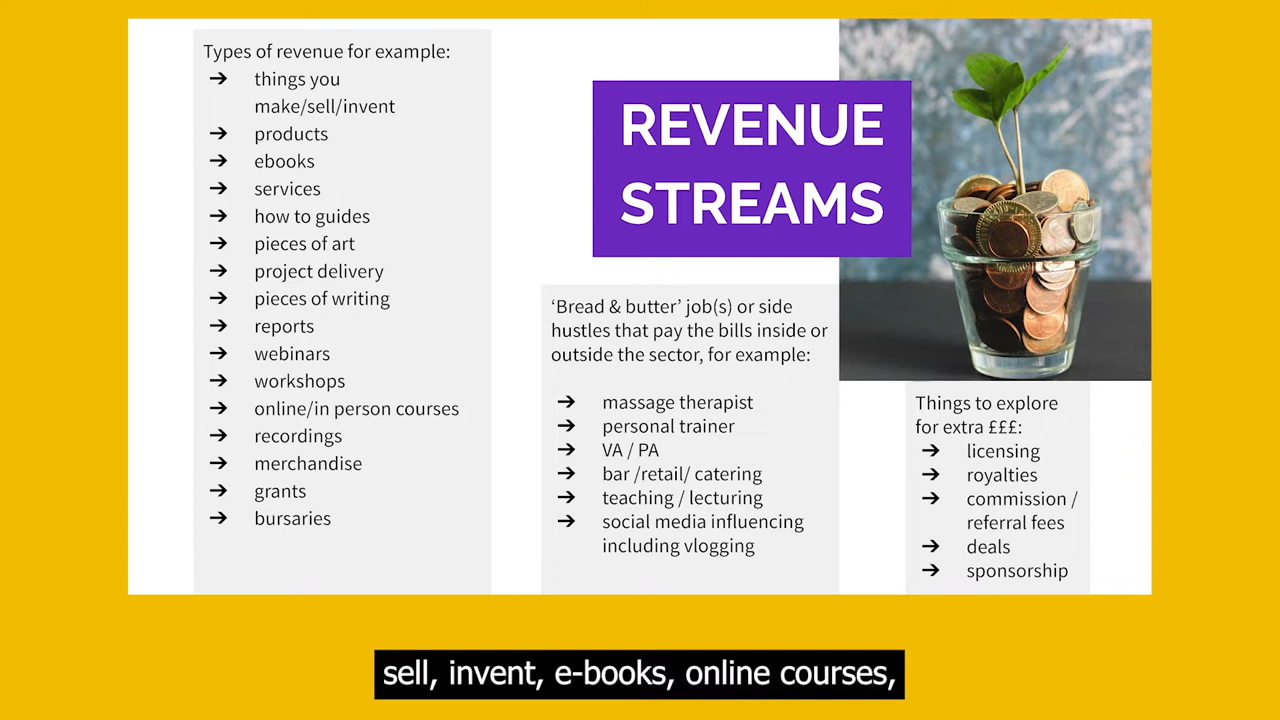 Types of revenue for example:
➔ things you
make/sell/invent
➔ products
➔ ebooks
➔ services
➔ how to guides
➔ pieces of art
➔ project delivery
➔ pieces of writing
➔ reports
➔ webinars
➔ workshops
➔ online/in person courses
➔ recordings
➔ merchandise
➔ grants
➔ bursaries
REVENUE
STREAMS
‘Bread & butter’ job(s) or side
hustles that pay the bills inside or
outside the sector, for example:
➔ massage therapist
➔ personal trainer
➔ VA / PA
➔ bar /retail/ catering
➔ teaching / lecturing
➔ social media influencing
including vlogging
Things to explore
for extra £££:
➔ licensing
➔ royalties
➔ commission /
referral fees
➔ deals
➔ sponsorship
sell, invent, e-books, online courses,